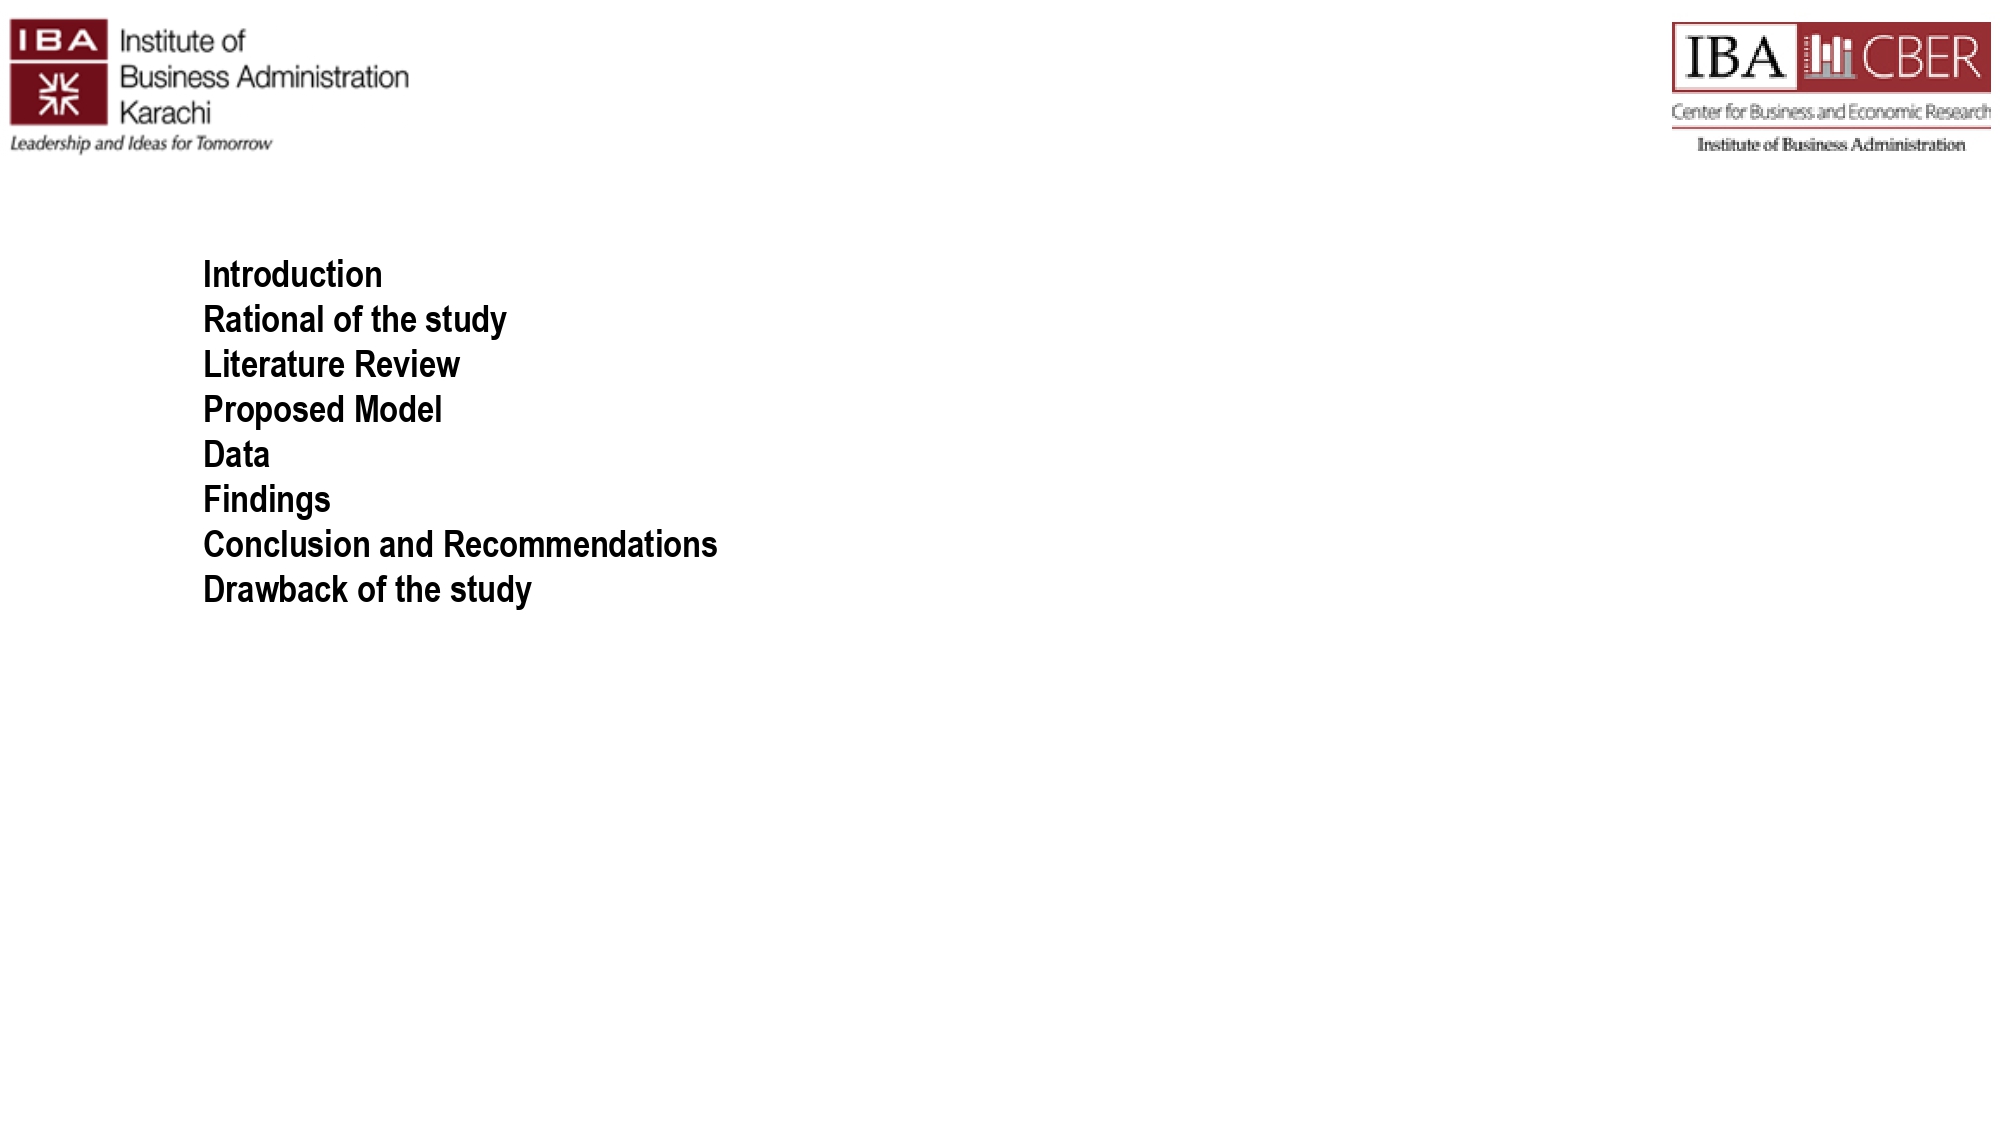 IBA
Institute of
Business Administration
Karachi
Leadership and Ideas for Tomorrow
IBA CBER
Center for Business and Economic Research
Institute of Business Administration
Introduction
Rational of the study
Literature Review
Proposed Model
Data
Findings
Conclusion and Recommendations
Drawback of the study